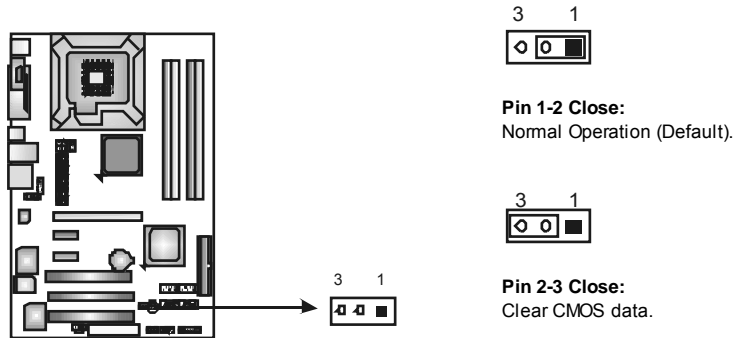 3 1
Pin 1-2 Close:
Normal Operation (Default).
3 1
Pin 2-3 Close:
Clear CMOS data.
3 1